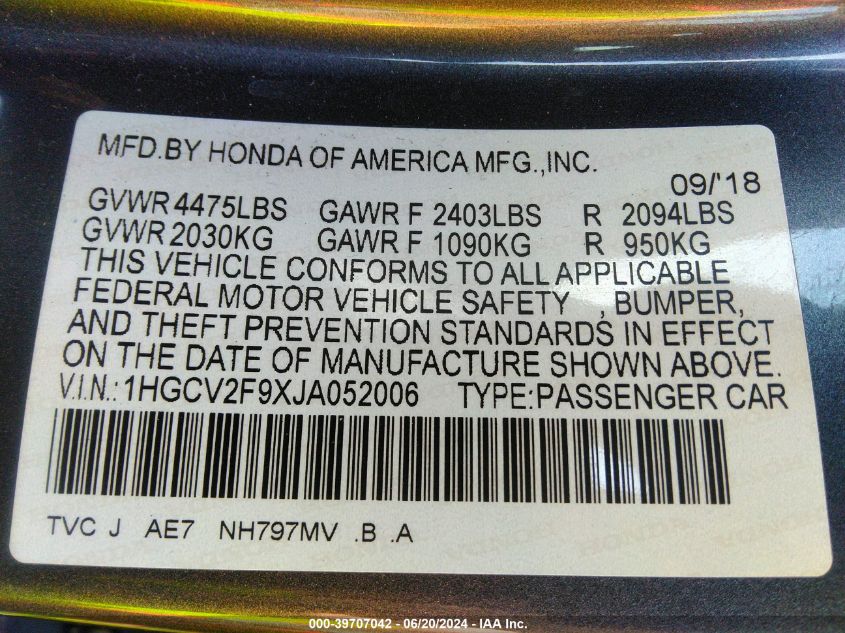 MFD.BY HONDA OF AMERICA MFG.,INC.
09/'18
GVWR 4475LBS GAWR F 2403LBS R 2094LBS
GVWR 2030KG GAWR F 1090KG R 950KG
THIS VEHICLE CONFORMS TO ALL APPLICABLE
FEDERAL MOTOR VEHICLE SAFETY , BUMPER,
AND THEFT PREVENTION STANDARDS IN EFFECT
ON THE DATE OF MANUFACTURE SHOWN ABOVE.
V.I.N.: 1HGCV2F9XJA052006 TYPE:PASSENGER CAR
TVC J AE7 NH797MV .B .A
000-39707042 - 06/20/2024 - IAA Inc.